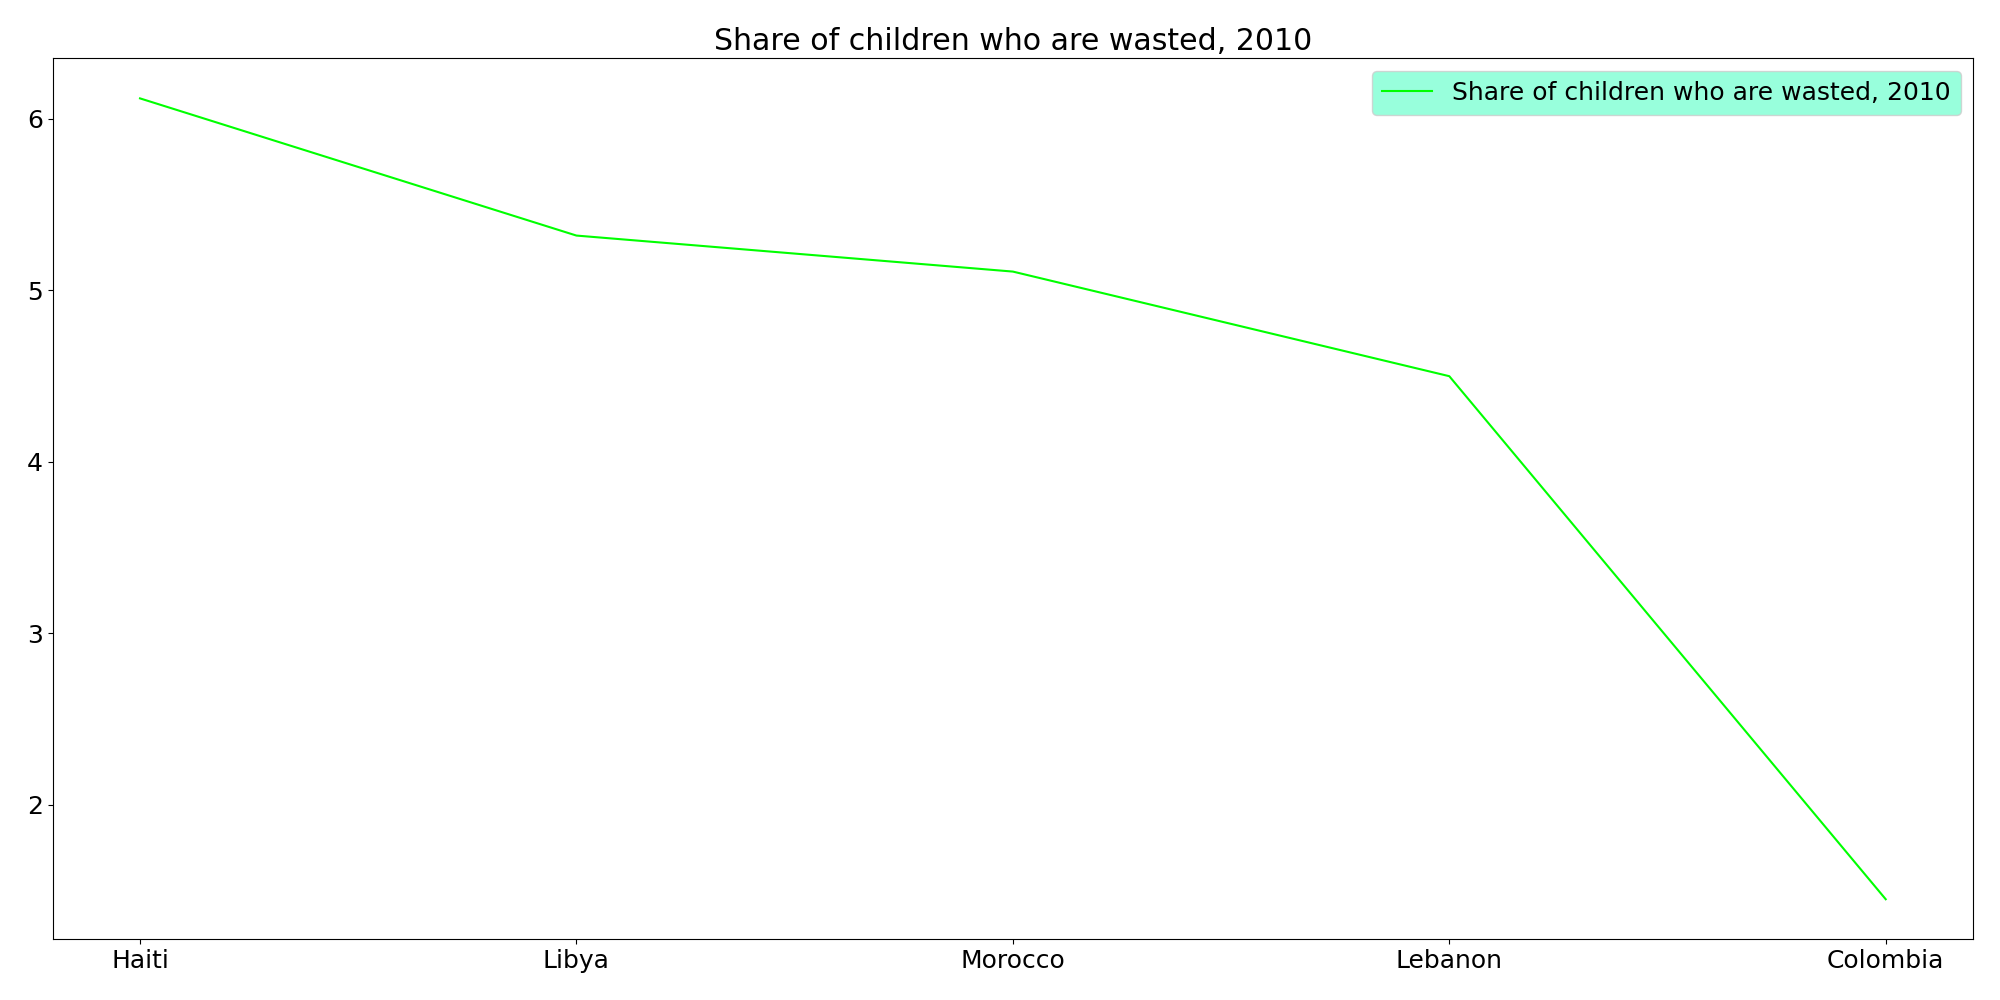 Share of children who are wasted, 2010
Share of children who are wasted, 2010
6
5
4
3
2
Haiti Libya Morocco Lebanon Colombia